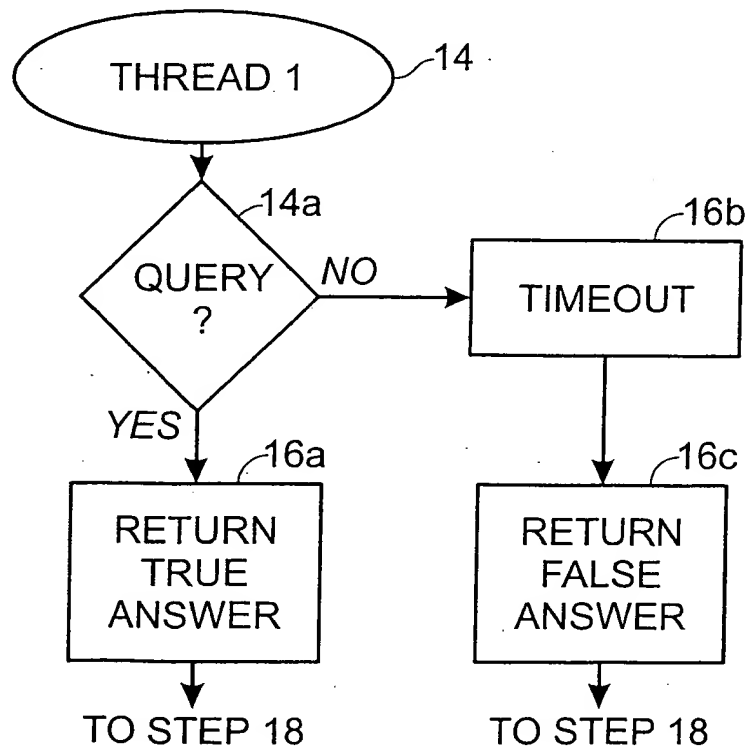 THREAD 1
14
14a
QUERY
?
NO
16b
TIMEOUT
YES
16a
RETURN
TRUE
ANSWER
16c
RETURN
FALSE
ANSWER
TO STEP 18
TO STEP 18